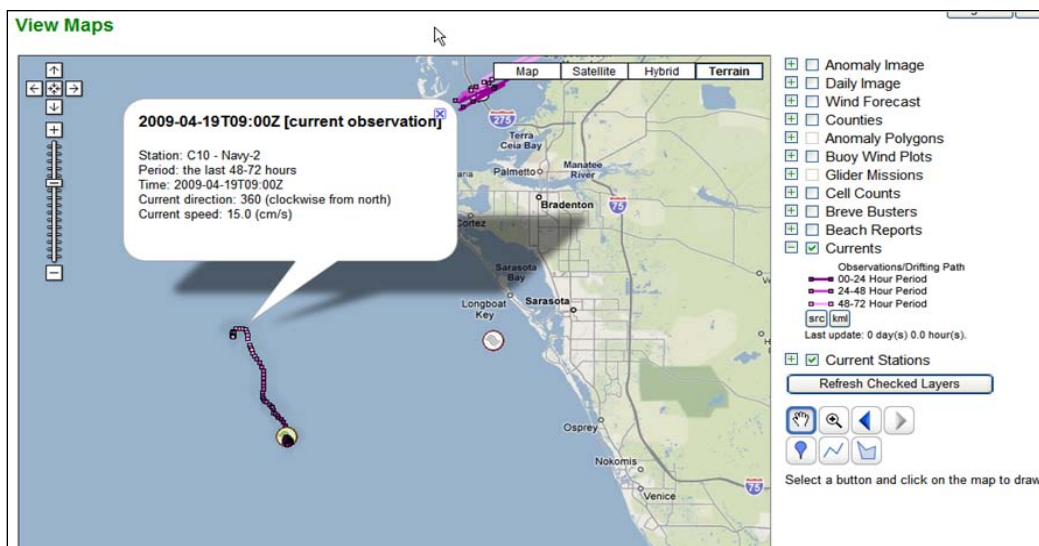 View Maps
Map
Satellite
Hybrid
Terrain
2009-04-19T09:00Z [current observation]
Station: C10 - Navy-2
Period: the last 48-72 hours
Time: 2009-04-19T09:00Z
Current direction: 360 (clockwise from north)
Current speed: 15.0 (cm/s)
275
Terra
Ceia Bay
Palmetto
Manatee
River
Bradenton
75
Cortez
Sarasota
Bay
Longboat
Key
Sarasota
Osprey
Nokomis
Venice
75
Anomaly Image
Daily Image
Wind Forecast
Counties
Anomaly Polygons
Buoy Wind Plots
Glider Missions
Cell Counts
Breve Busters
Beach Reports
Currents
Observations/Drifting Path
00-24 Hour Period
24-48 Hour Period
48-72 Hour Period
src kml
Last update: 0 day(s) 0.0 hour(s).
Current Stations
Refresh Checked Layers
Select a button and click on the map to draw